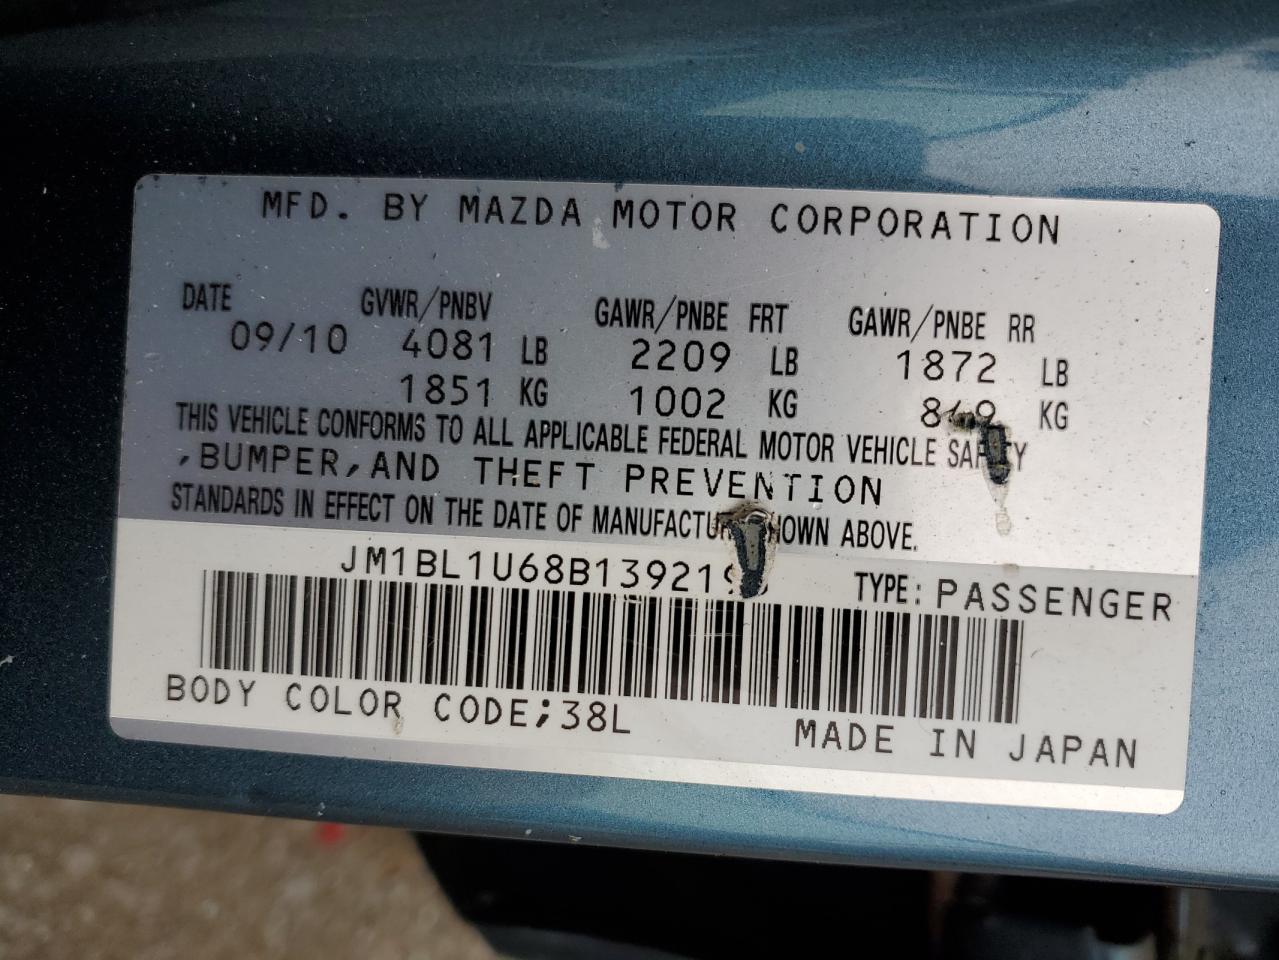 MFD. BY MAZDA MOTOR CORPORATION
DATE GVWR/PNBV GAWR/PNBE FRT GAWR/PNBE RR
09/10 4081 LB 2209 LB 1872 LB
1851 KG 1002 KG KG
THIS VEHICLE CONFORMS TO ALL APPLICABLE FEDERAL MOTOR VEHICLE SAFETY
,BUMPER,AND THEFT PREVENTION
STANDARDS IN EFFECT ON THE DATE OF MANUFACTURE SHOWN ABOVE.
TYPE: PASSENGER
BODY COLOR CODE;38L
MADE IN JAPAN